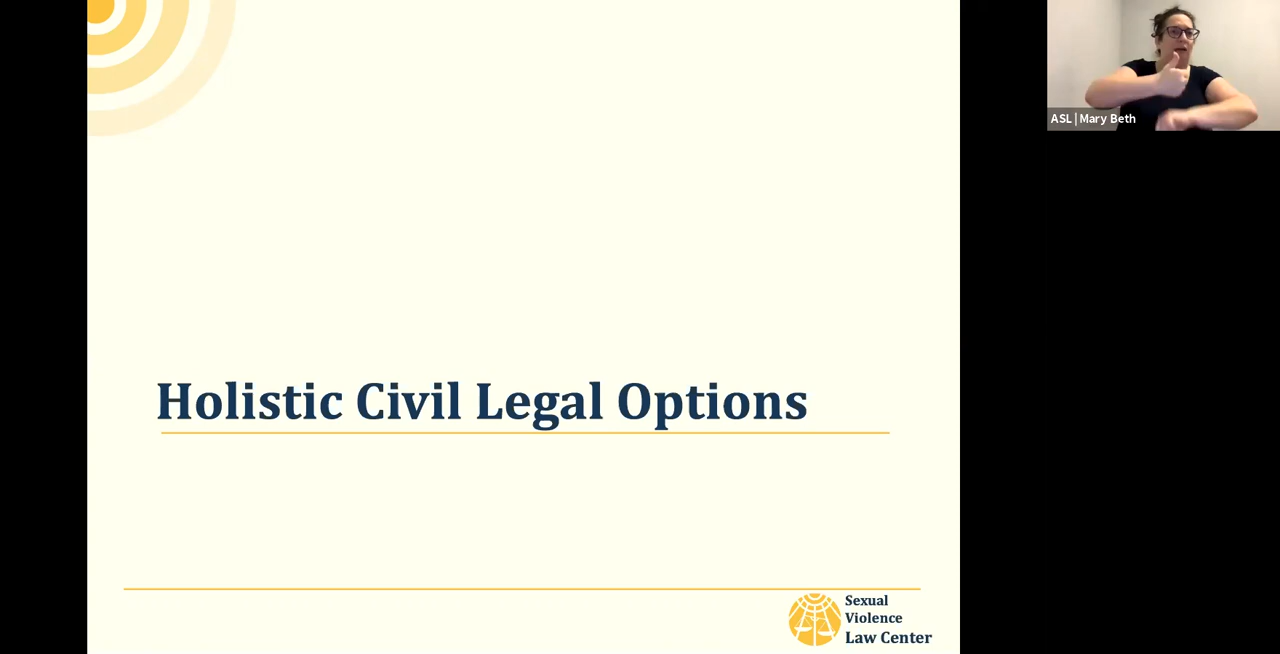 ASL | Mary Beth
Holistic Civil Legal Options
Sexual
Violence
Law Center